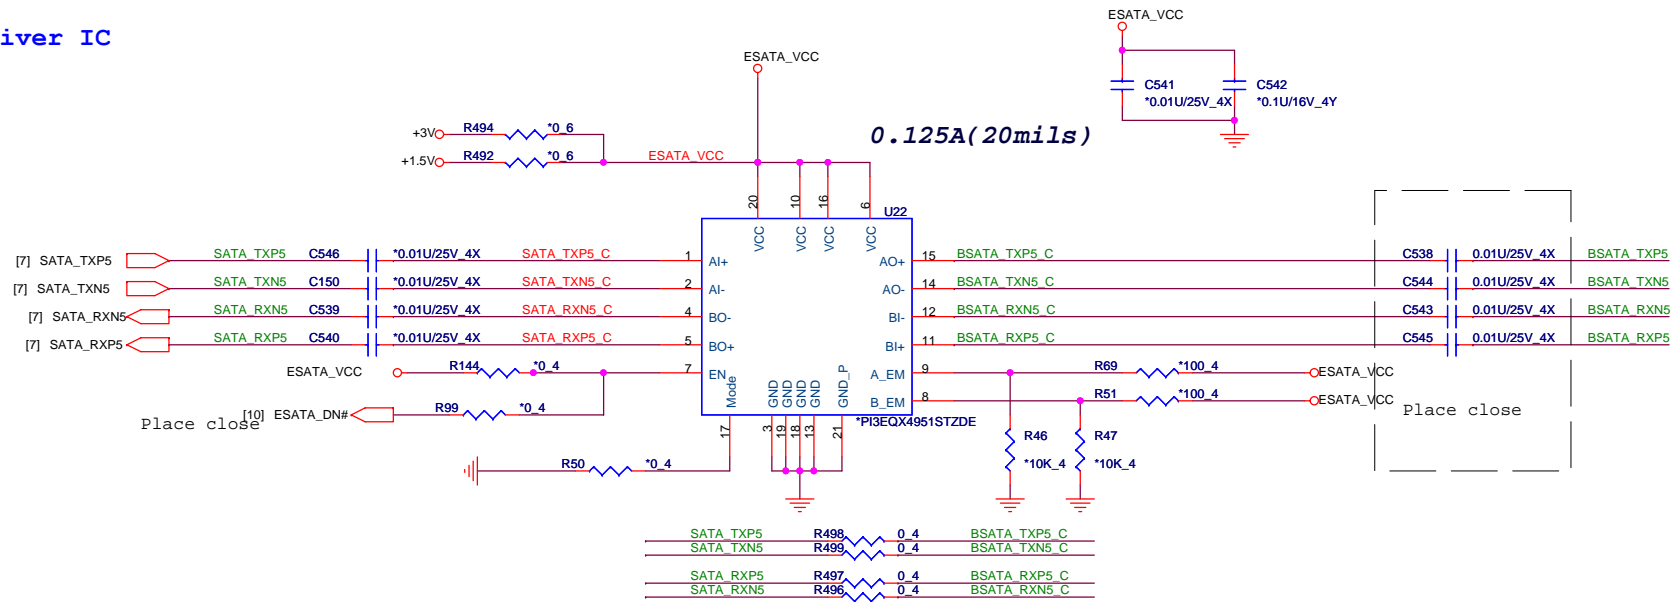 iver IC
ESATA_VCC
C541
*0.01U/25V_4X
C542
*0.1U/16V_4Y
ESATA_VCC
0.125A(20mils)
+3V
R494
*0_6
+1.5V
R492
*0_6
ESATA_VCC
20
10
16
6
U22
VCC
VCC
VCC
VCC
[7] SATA_TXP5
SATA_TXP5
C546
*0.01U/25V_4X
SATA_TXP5_C
1
AI+
AO+
15
BSATA_TXP5_C
C538
0.01U/25V_4X
BSATA_TXP5
[7] SATA_TXN5
SATA_TXN5
C150
*0.01U/25V_4X
SATA_TXN5_C
2
AI-
AO-
14
BSATA_TXN5_C
C544
0.01U/25V_4X
BSATA_TXN5
[7] SATA_RXN5
SATA_RXN5
C539
*0.01U/25V_4X
SATA_RXN5_C
4
BO-
BI-
12
BSATA_RXN5_C
C543
0.01U/25V_4X
BSATA_RXN5
[7] SATA_RXP5
SATA_RXP5
C540
*0.01U/25V_4X
SATA_RXP5_C
5
BO+
BI+
11
BSATA_RXP5_C
C545
0.01U/25V_4X
BSATA_RXP5
ESATA_VCC
R144
*0_4
7
EN
A_EM
9
R69
*100_4
ESATA_VCC
Place close
[10] ESATA_DN#
R99
*0_4
Mode
GND
GND
GND
GND
GND_P
B_EM
8
R51
*100_4
ESATA_VCC
Place close
*PI3EQX4951STZDE
17
3
19
18
13
21
R50
*0_4
R46
*10K_4
R47
*10K_4
SATA_TXP5
R498
0_4
BSATA_TXP5_C
SATA_TXN5
R499
0_4
BSATA_TXN5_C
SATA_RXP5
R497
0_4
BSATA_RXP5_C
SATA_RXN5
R496
0_4
BSATA_RXN5_C